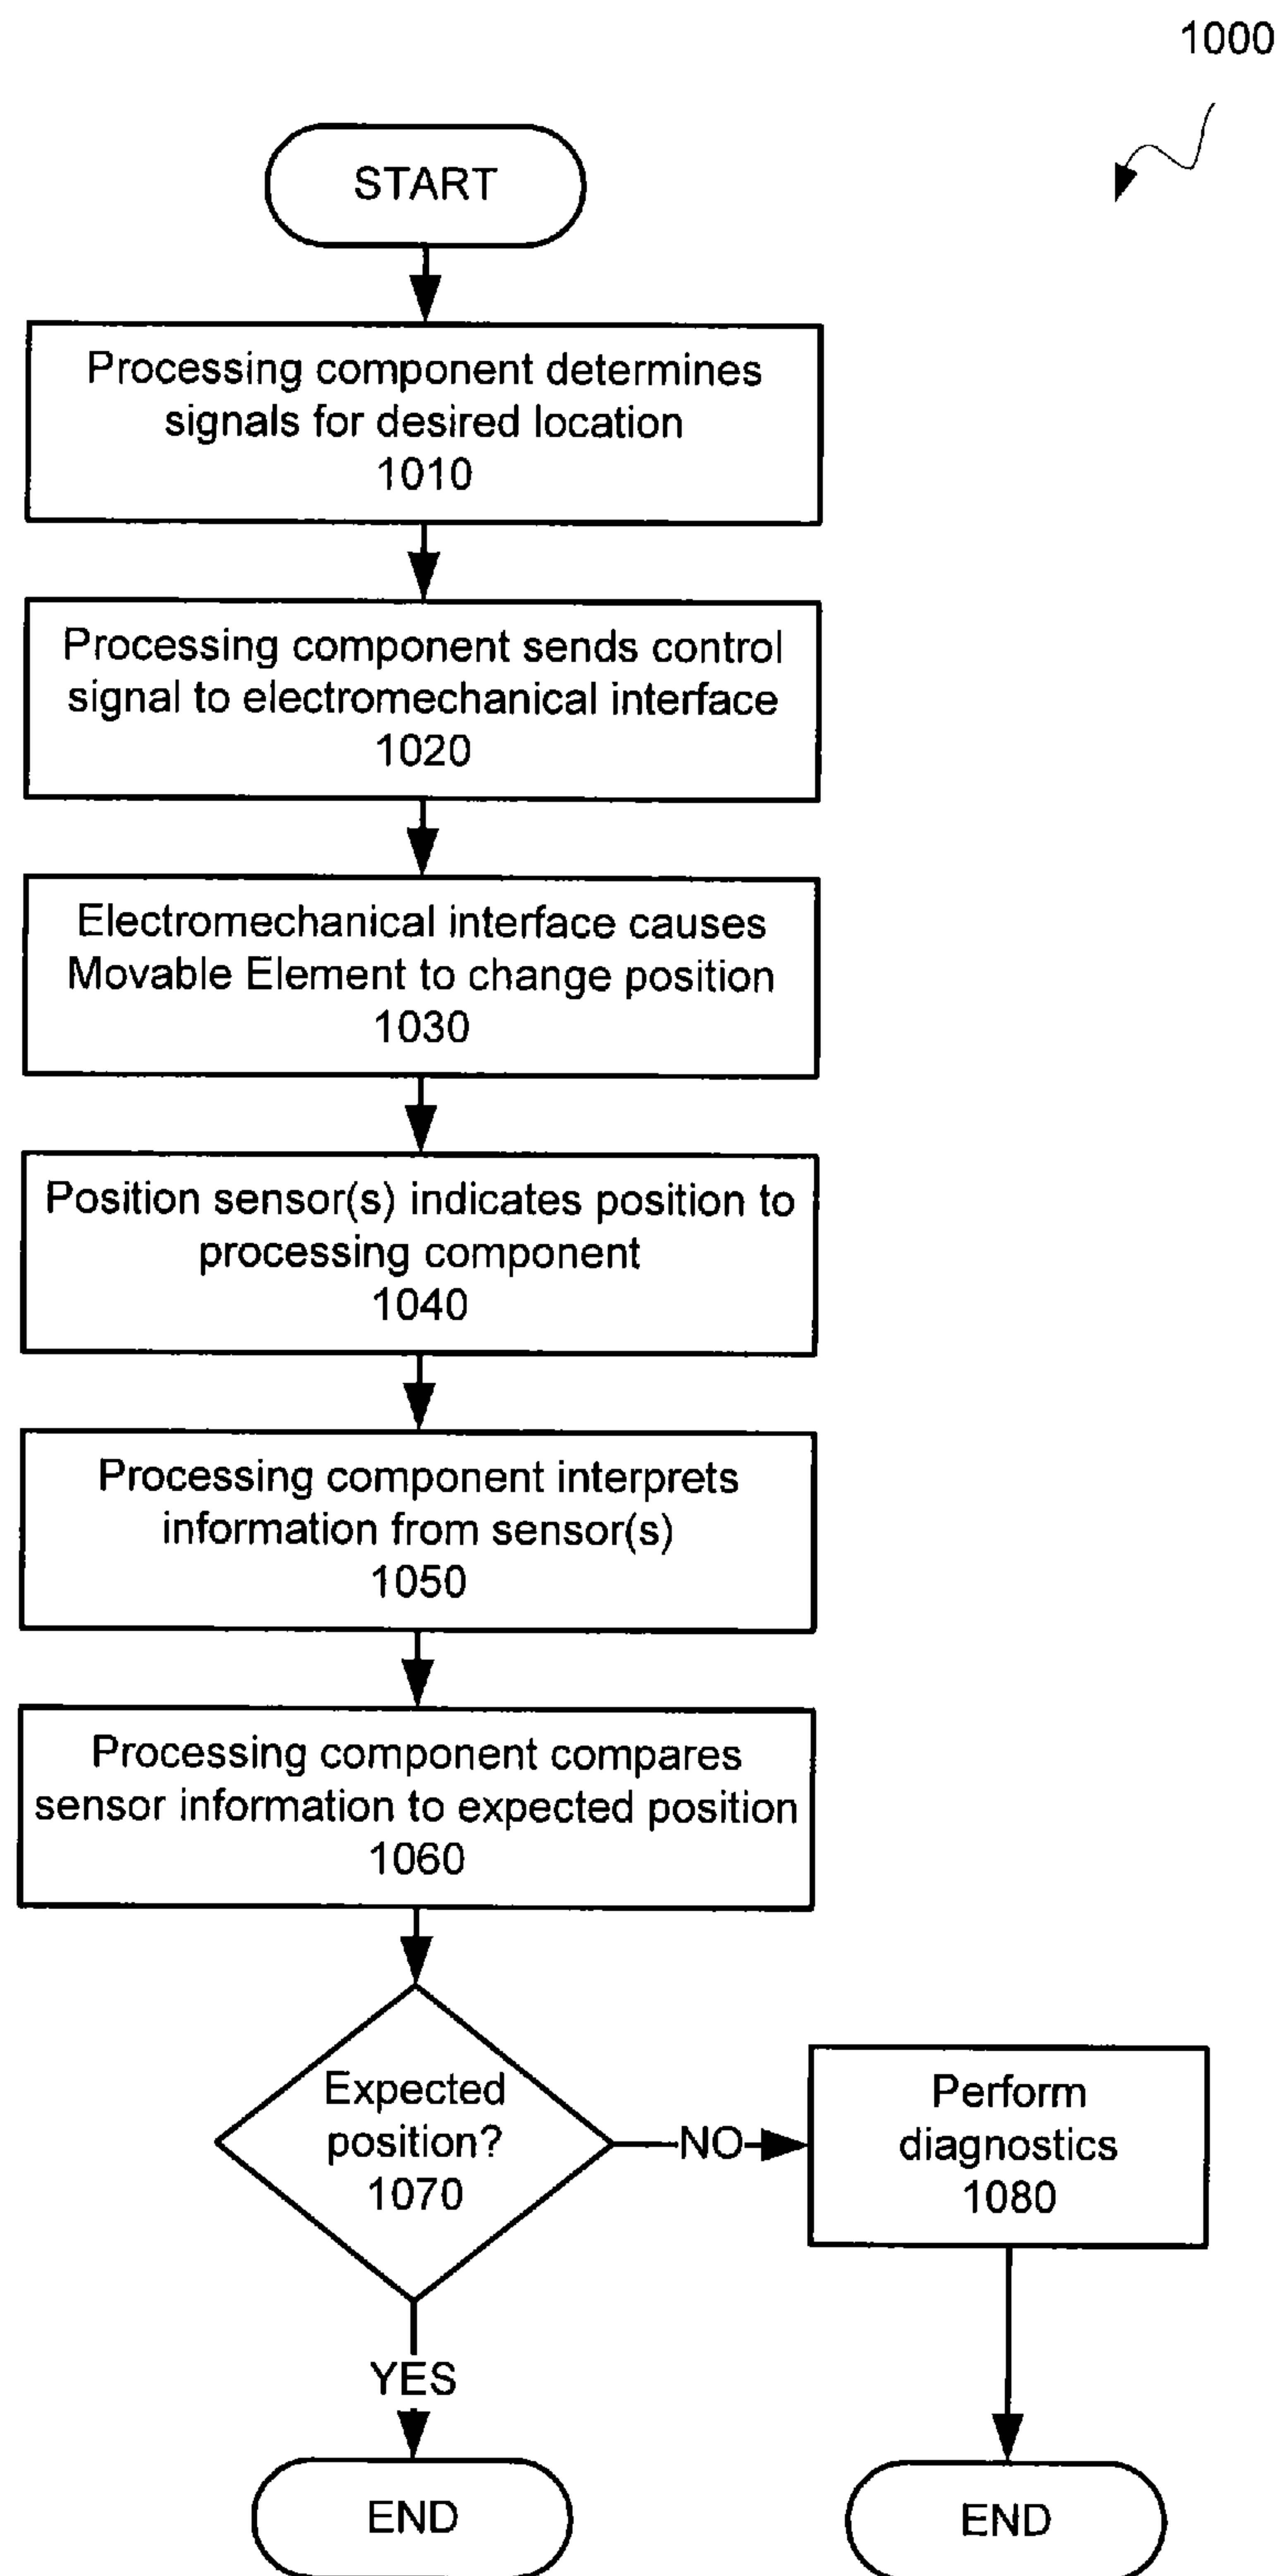 1000
START
Processing component determines
signals for desired location
1010
Processing component sends control
signal to electromechanical interface
1020
Electromechanical interface causes
Movable Element to change position
1030
Position sensor(s) indicates position to
processing component
1040
Processing component interprets
information from sensor(s)
1050
Processing component compares
sensor information to expected position
1060
Expected
position?
1070
NO
Perform
diagnostics
1080
YES
END
END